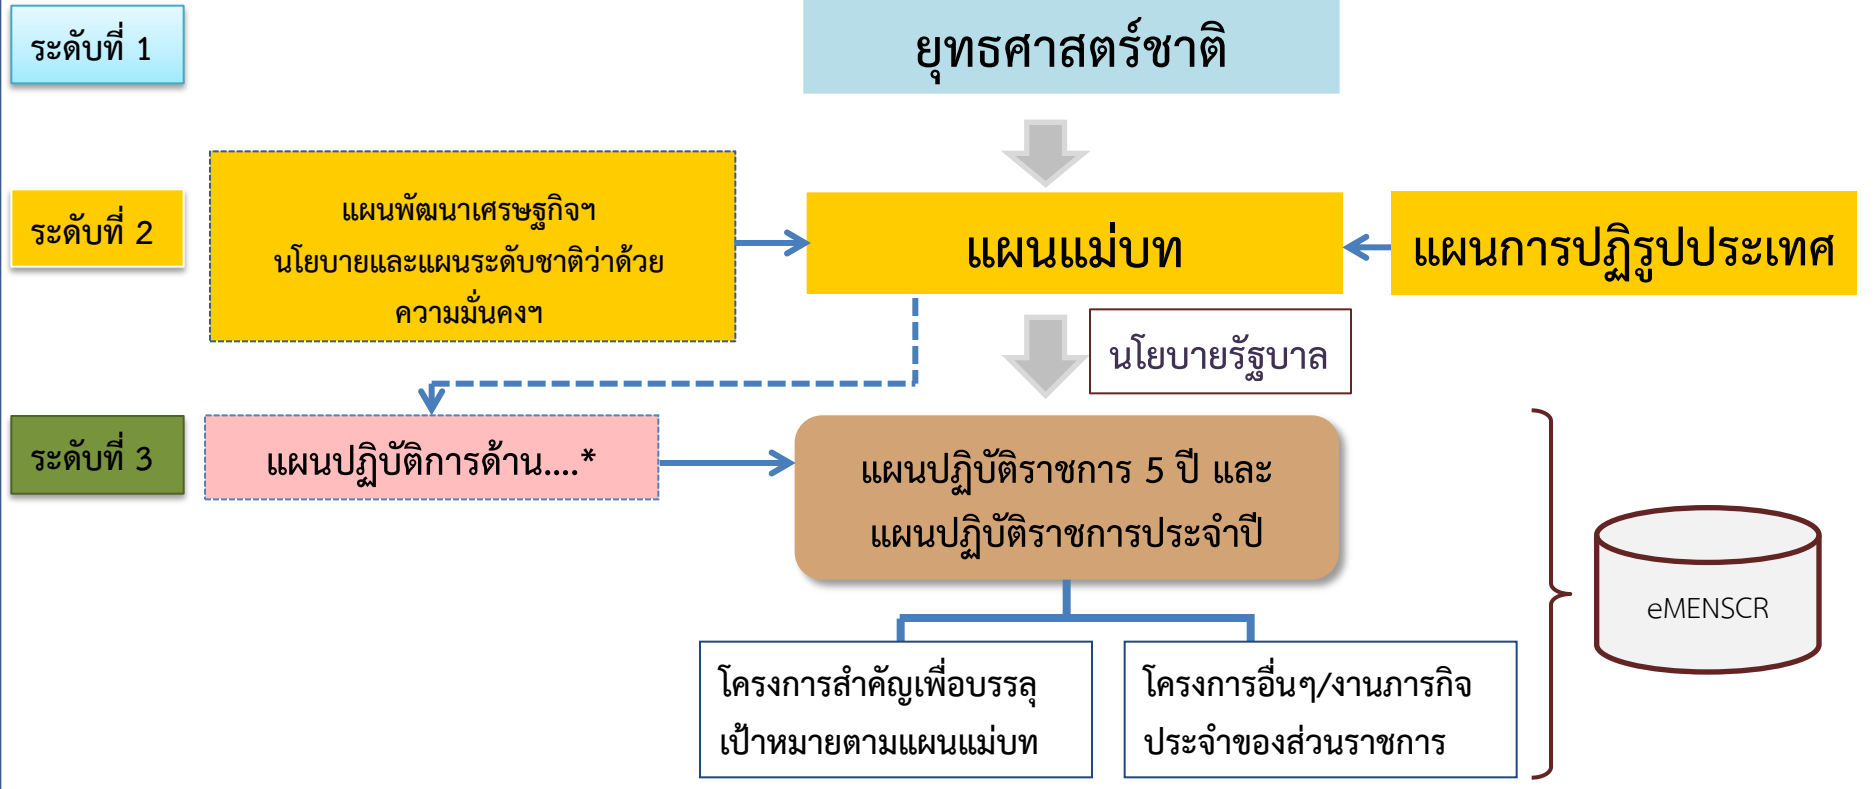 ระดับที่ 1
ยุทธศาสตร์ชาติ
ระดับที่ 2
แผนพัฒนาเศรษฐกิจฯ
นโยบายและแผนระดับชาติว่าด้วย
ความมั่นคงฯ
แผนแม่บท
แผนการปฏิรูปประเทศ
นโยบายรัฐบาล
ระดับที่ 3
แผนปฏิบัติการด้าน....*
แผนปฏิบัติราชการ 5 ปี และ
แผนปฏิบัติราชการประจำปี
eMENSCR
โครงการสำคัญเพื่อบรรลุ
เป้าหมายตามแผนแม่บท
โครงการอื่นๆ/งานภารกิจ
ประจำของส่วนราชการ